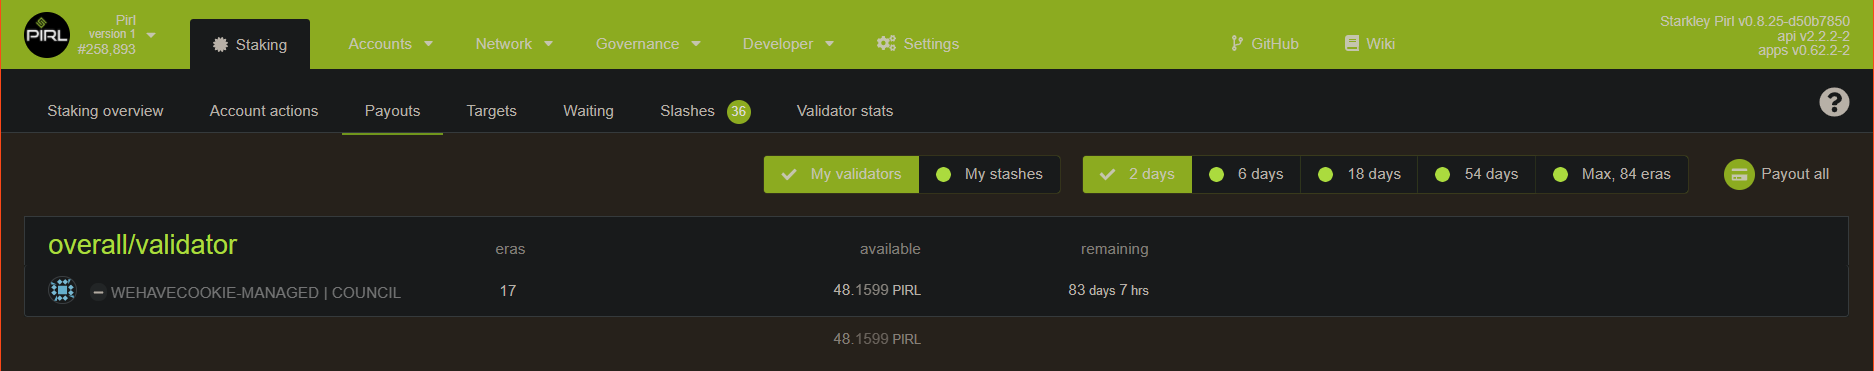 PIRL
Pirl
version 1
#258,893
Staking
Accounts
Network
Governance
Developer
Settings
GitHub
Wiki
Starkley Pirl v0.8.25-d50b7850
api v2.2.2-2
apps v0.62.2-2
Staking overview
Account actions
Payouts
Targets
Waiting
Slashes 36
Validator stats
?
My validators
My stashes
2 days
6 days
18 days
54 days
Max, 84 eras
Payout all
overall/validator eras available remaining
WEHAVECOOKIE-MANAGED | COUNCIL 17 48.1599 PIRL 83 days 7 hrs
48.1599 PIRL